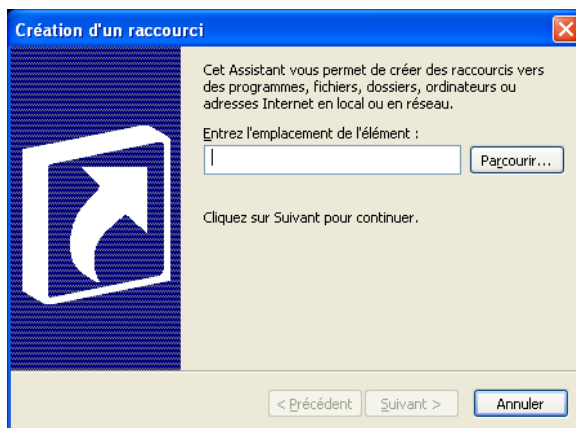 Création d'un raccourci
Cet Assistant vous permet de créer des raccourcis vers
des programmes, fichiers, dossiers, ordinateurs ou
adresses Internet en local ou en réseau.
Entrez l'emplacement de l'élément :
Parcourir...
Cliquez sur Suivant pour continuer.
< Précédent Suivant > Annuler